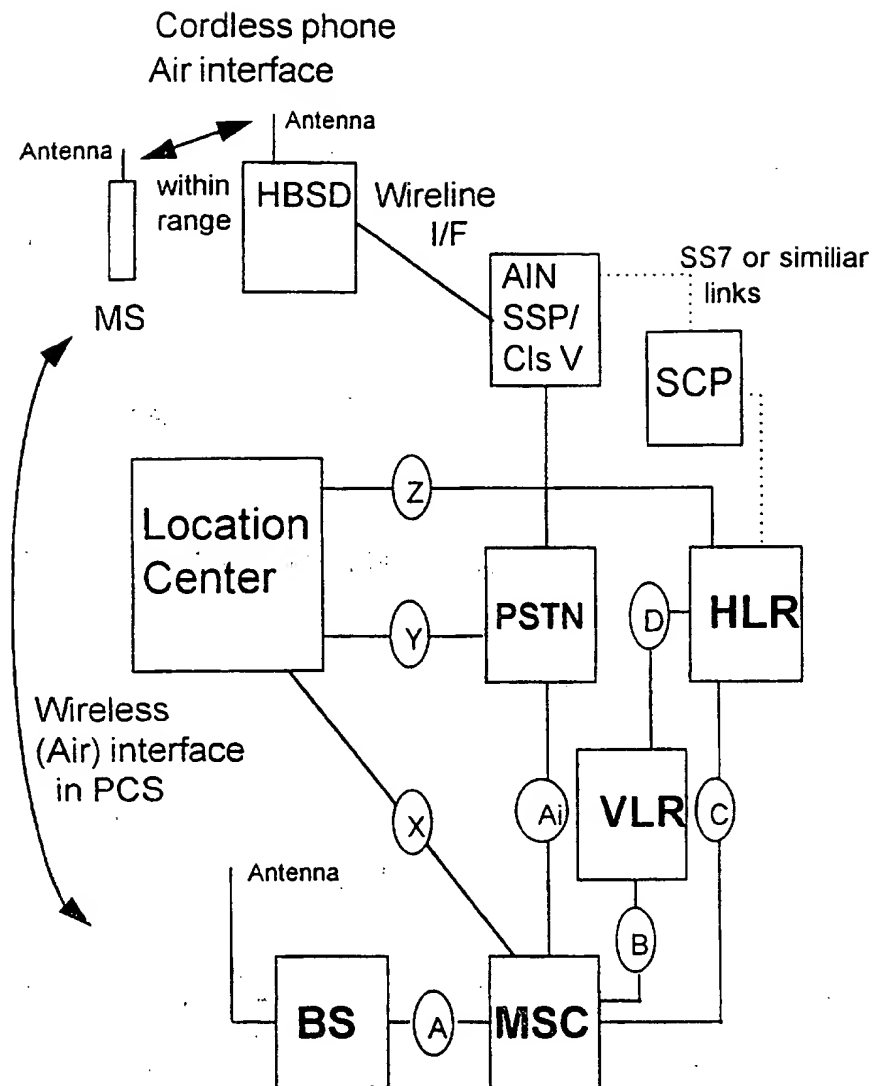 Cordless phone
Air interface
Antenna
Antenna
within
range
HBSD
Wireline
I/F
MS
AIN
SSP/
Cls V
SS7 or similiar
links
SCP
Z
Location
Center
PSTN
D
HLR
Y
Wireless
(Air) interface
in PCS
X
Ai
VLR
C
Antenna
B
BS
A
MSC